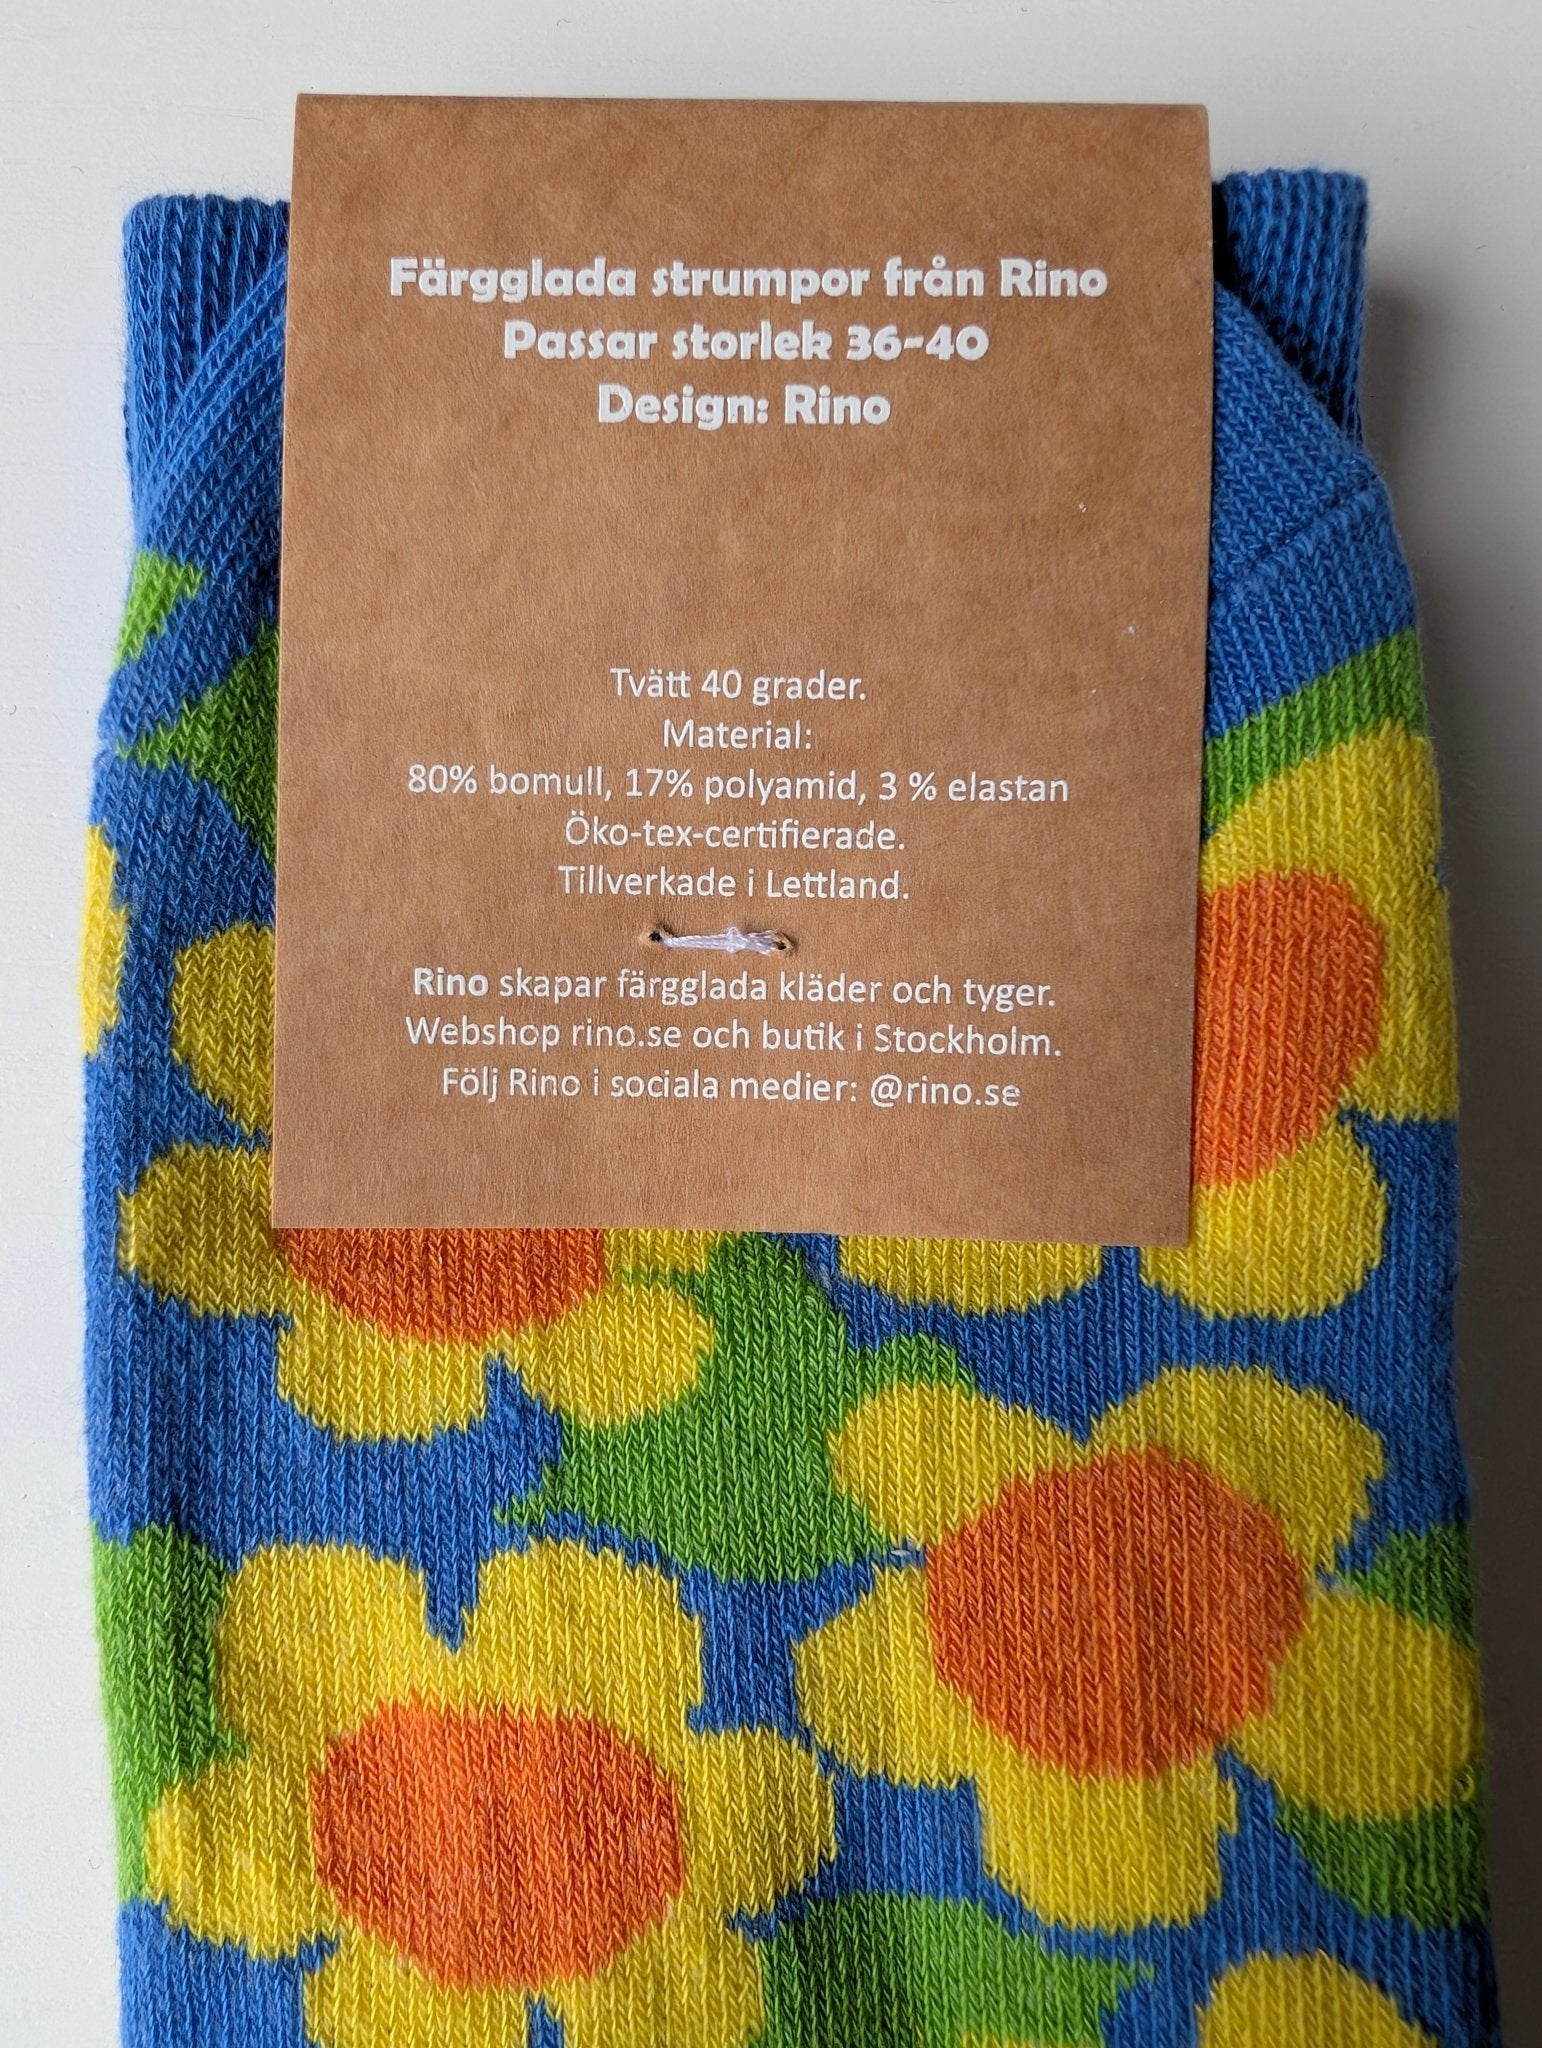 Färgglada strumpor från Rino
Passar storlek 36-40
Design: Rino
Tvätt 40 grader.
Material:
80% bomull, 17% polyamid, 3 % elastan
Öko-tex-certifierade.
Tillverkade i Lettland.
Rino skapar färgglada kläder och tyger.
Webshop rino.se och butik i Stockholm.
Följ Rino i sociala medier: @rino.se